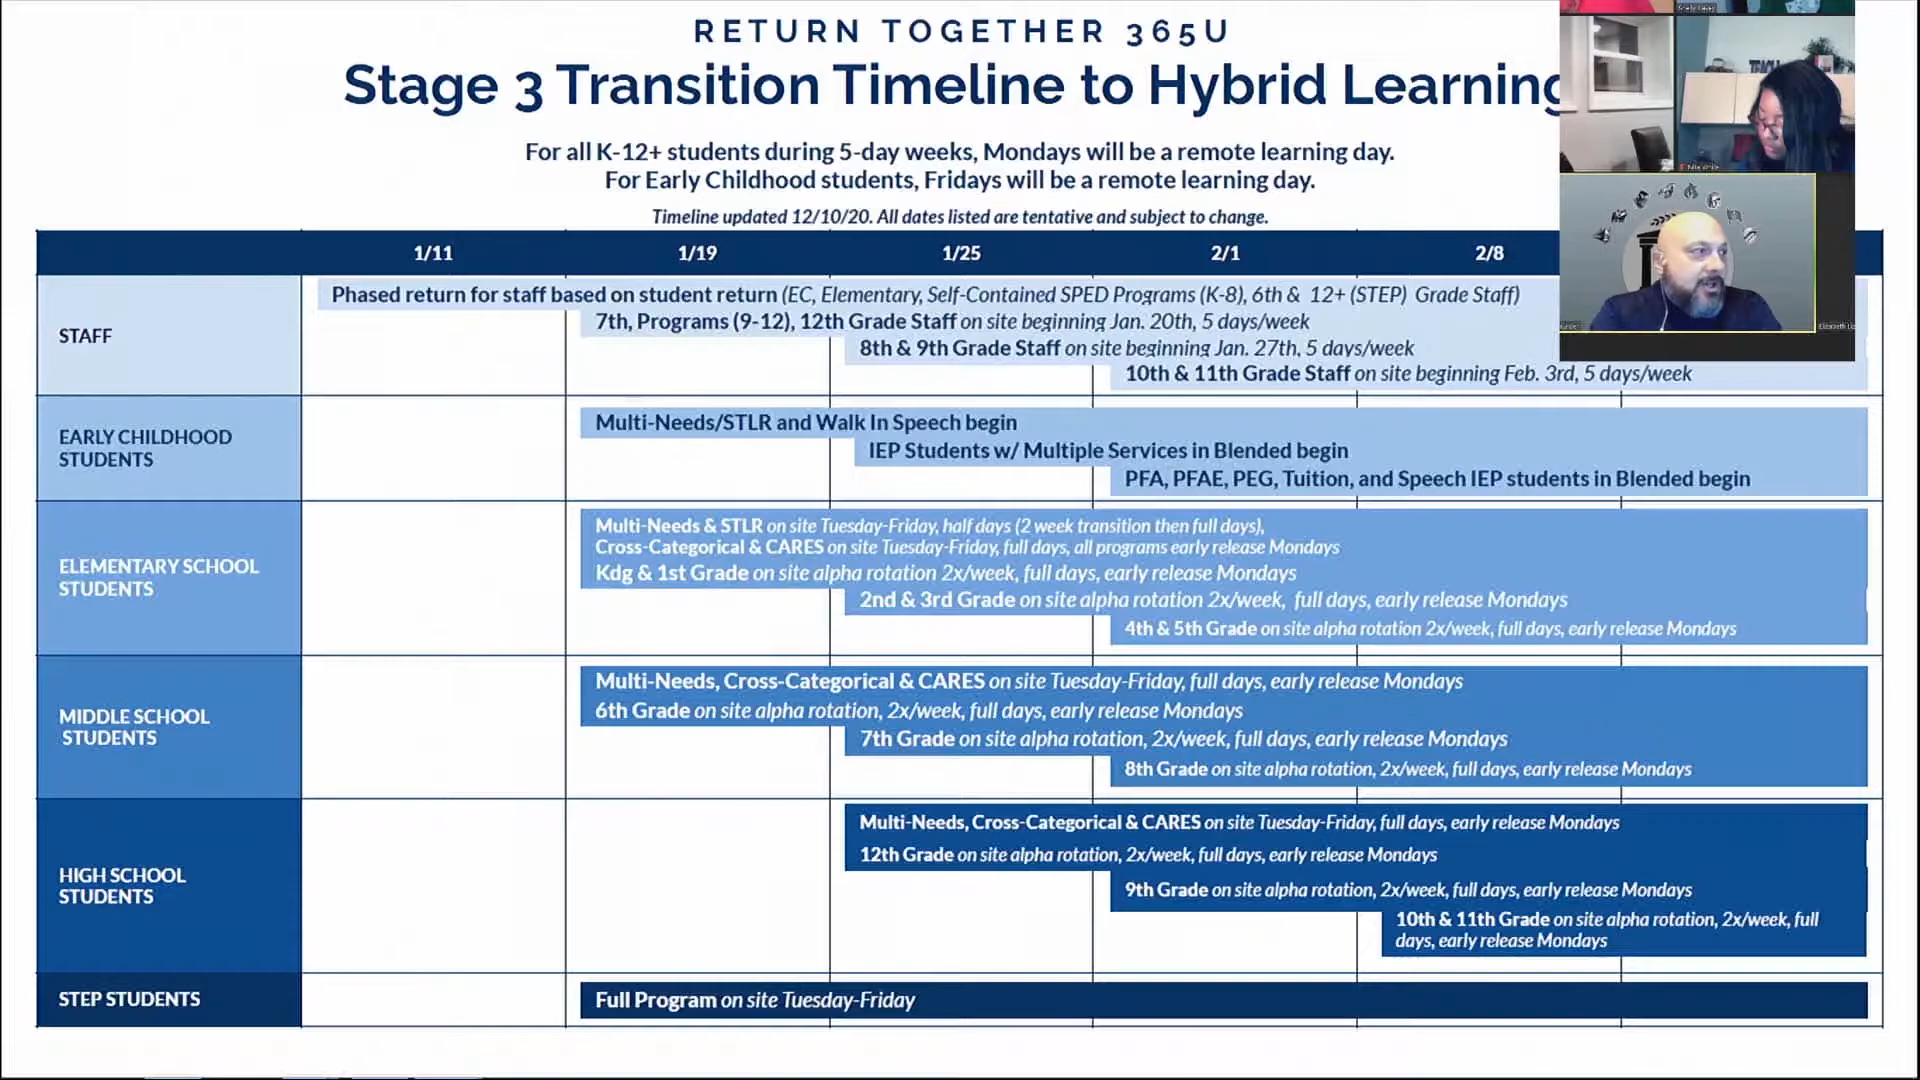 RETURN TOGETHER 365U
Stage 3 Transition Timeline to Hybrid Learning
For all K-12+ students during 5-day weeks, Mondays will be a remote learning day.
For Early Childhood students, Fridays will be a remote learning day.
Timeline updated 12/10/20. All dates listed are tentative and subject to change.
1/11 1/19 1/25 2/1 2/8
STAFF
Phased return for staff based on student return (EC, Elementary, Self-Contained SPED Programs (K-8), 6th & 12+ (STEP) Grade Staff)
7th, Programs (9-12), 12th Grade Staff on site beginning Jan. 20th, 5 days/week
8th & 9th Grade Staff on site beginning Jan. 27th, 5 days/week
10th & 11th Grade Staff on site beginning Feb. 3rd, 5 days/week
EARLY CHILDHOOD
STUDENTS
Multi-Needs/STLR and Walk In Speech begin
IEP Students w/ Multiple Services in Blended begin
PFA, PFAE, PEG, Tuition, and Speech IEP students in Blended begin
ELEMENTARY SCHOOL
STUDENTS
Multi-Needs & STLR on site Tuesday-Friday, half days (2 week transition then full days),
Cross-Categorical & CARES on site Tuesday-Friday, full days, all programs early release Mondays
Kdg & 1st Grade on site alpha rotation 2x/week, full days, early release Mondays
2nd & 3rd Grade on site alpha rotation 2x/week, full days, early release Mondays
4th & 5th Grade on site alpha rotation 2x/week, full days, early release Mondays
MIDDLE SCHOOL
STUDENTS
Multi-Needs, Cross-Categorical & CARES on site Tuesday-Friday, full days, early release Mondays
6th Grade on site alpha rotation, 2x/week, full days, early release Mondays
7th Grade on site alpha rotation, 2x/week, full days, early release Mondays
8th Grade on site alpha rotation, 2x/week, full days, early release Mondays
HIGH SCHOOL
STUDENTS
Multi-Needs, Cross-Categorical & CARES on site Tuesday-Friday, full days, early release Mondays
12th Grade on site alpha rotation, 2x/week, full days, early release Mondays
9th Grade on site alpha rotation, 2x/week, full days, early release Mondays
10th & 11th Grade on site alpha rotation, 2x/week, full
days, early release Mondays
STEP STUDENTS
Full Program on site Tuesday-Friday